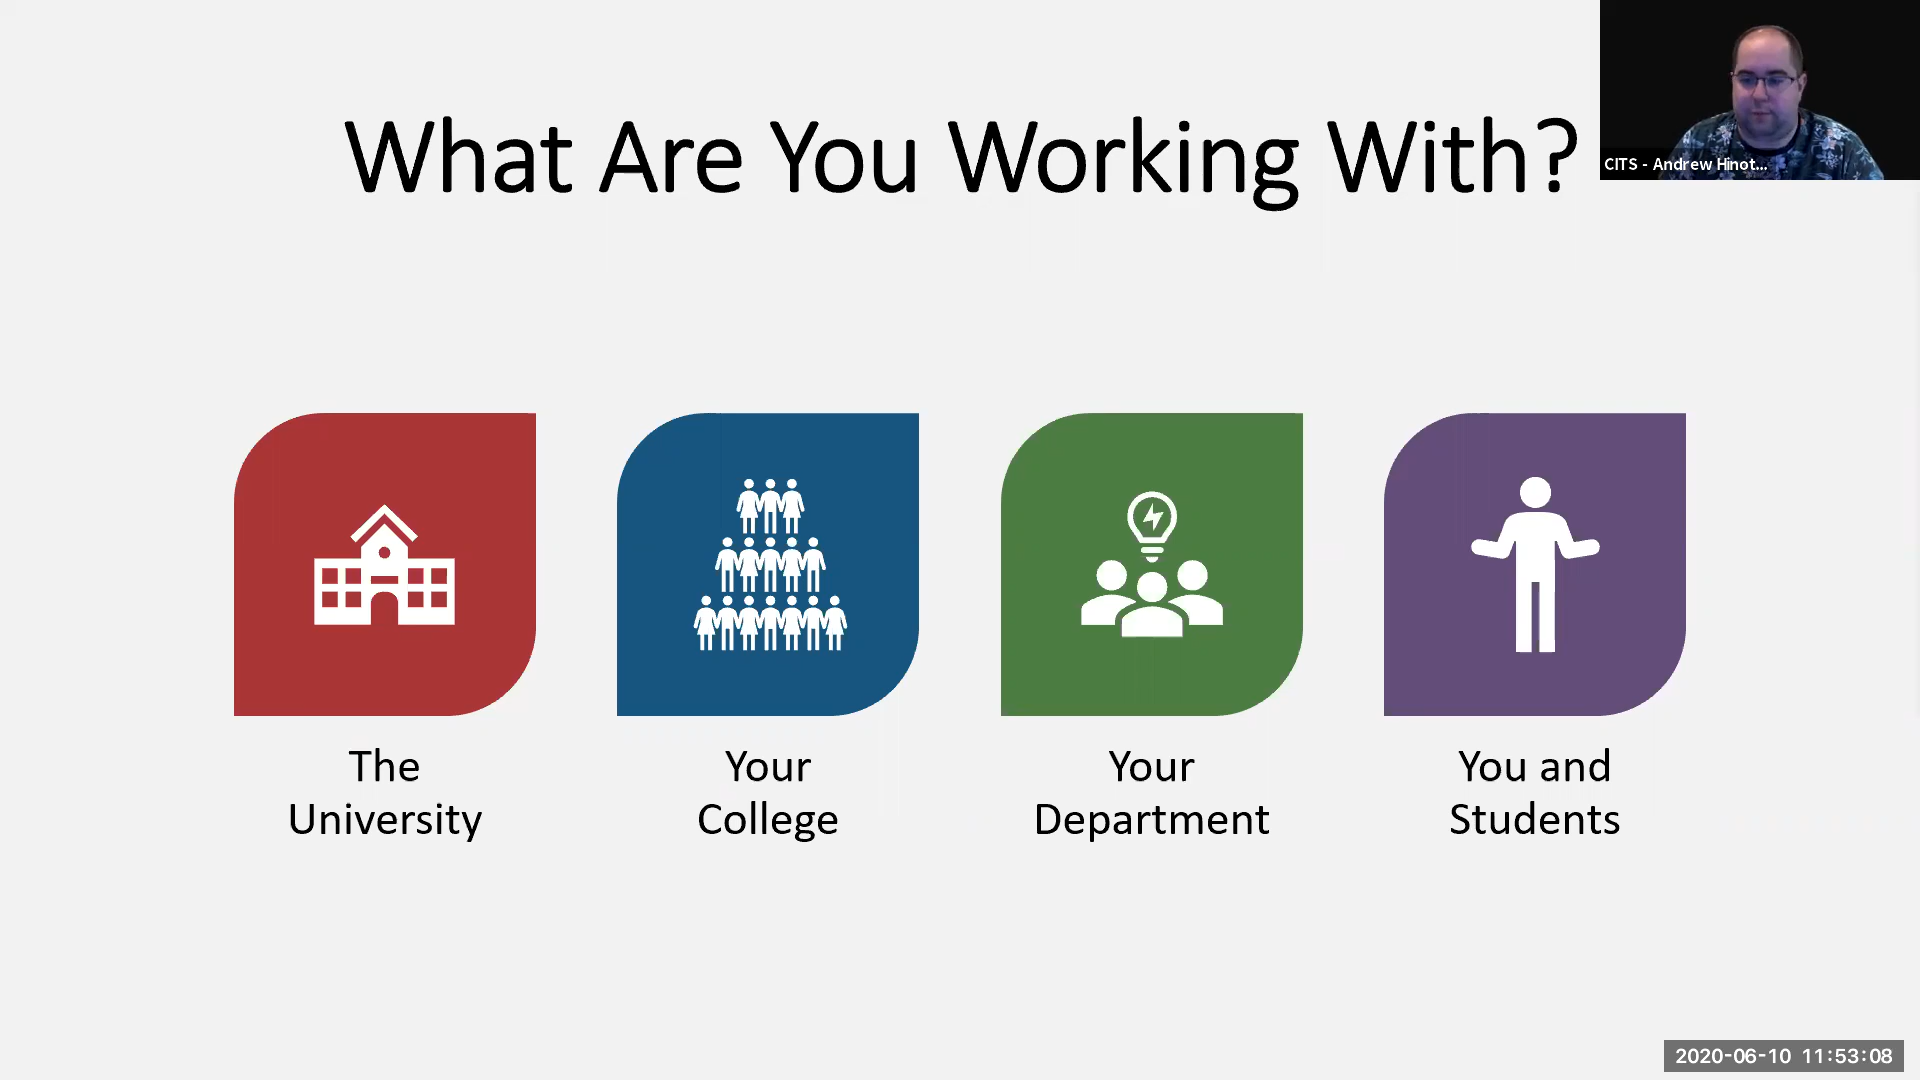 What Are You Working With?
CITS - Andrew Hinot...
The
University
Your
College
Your
Department
You and
Students
2020-06-10 11:53:08